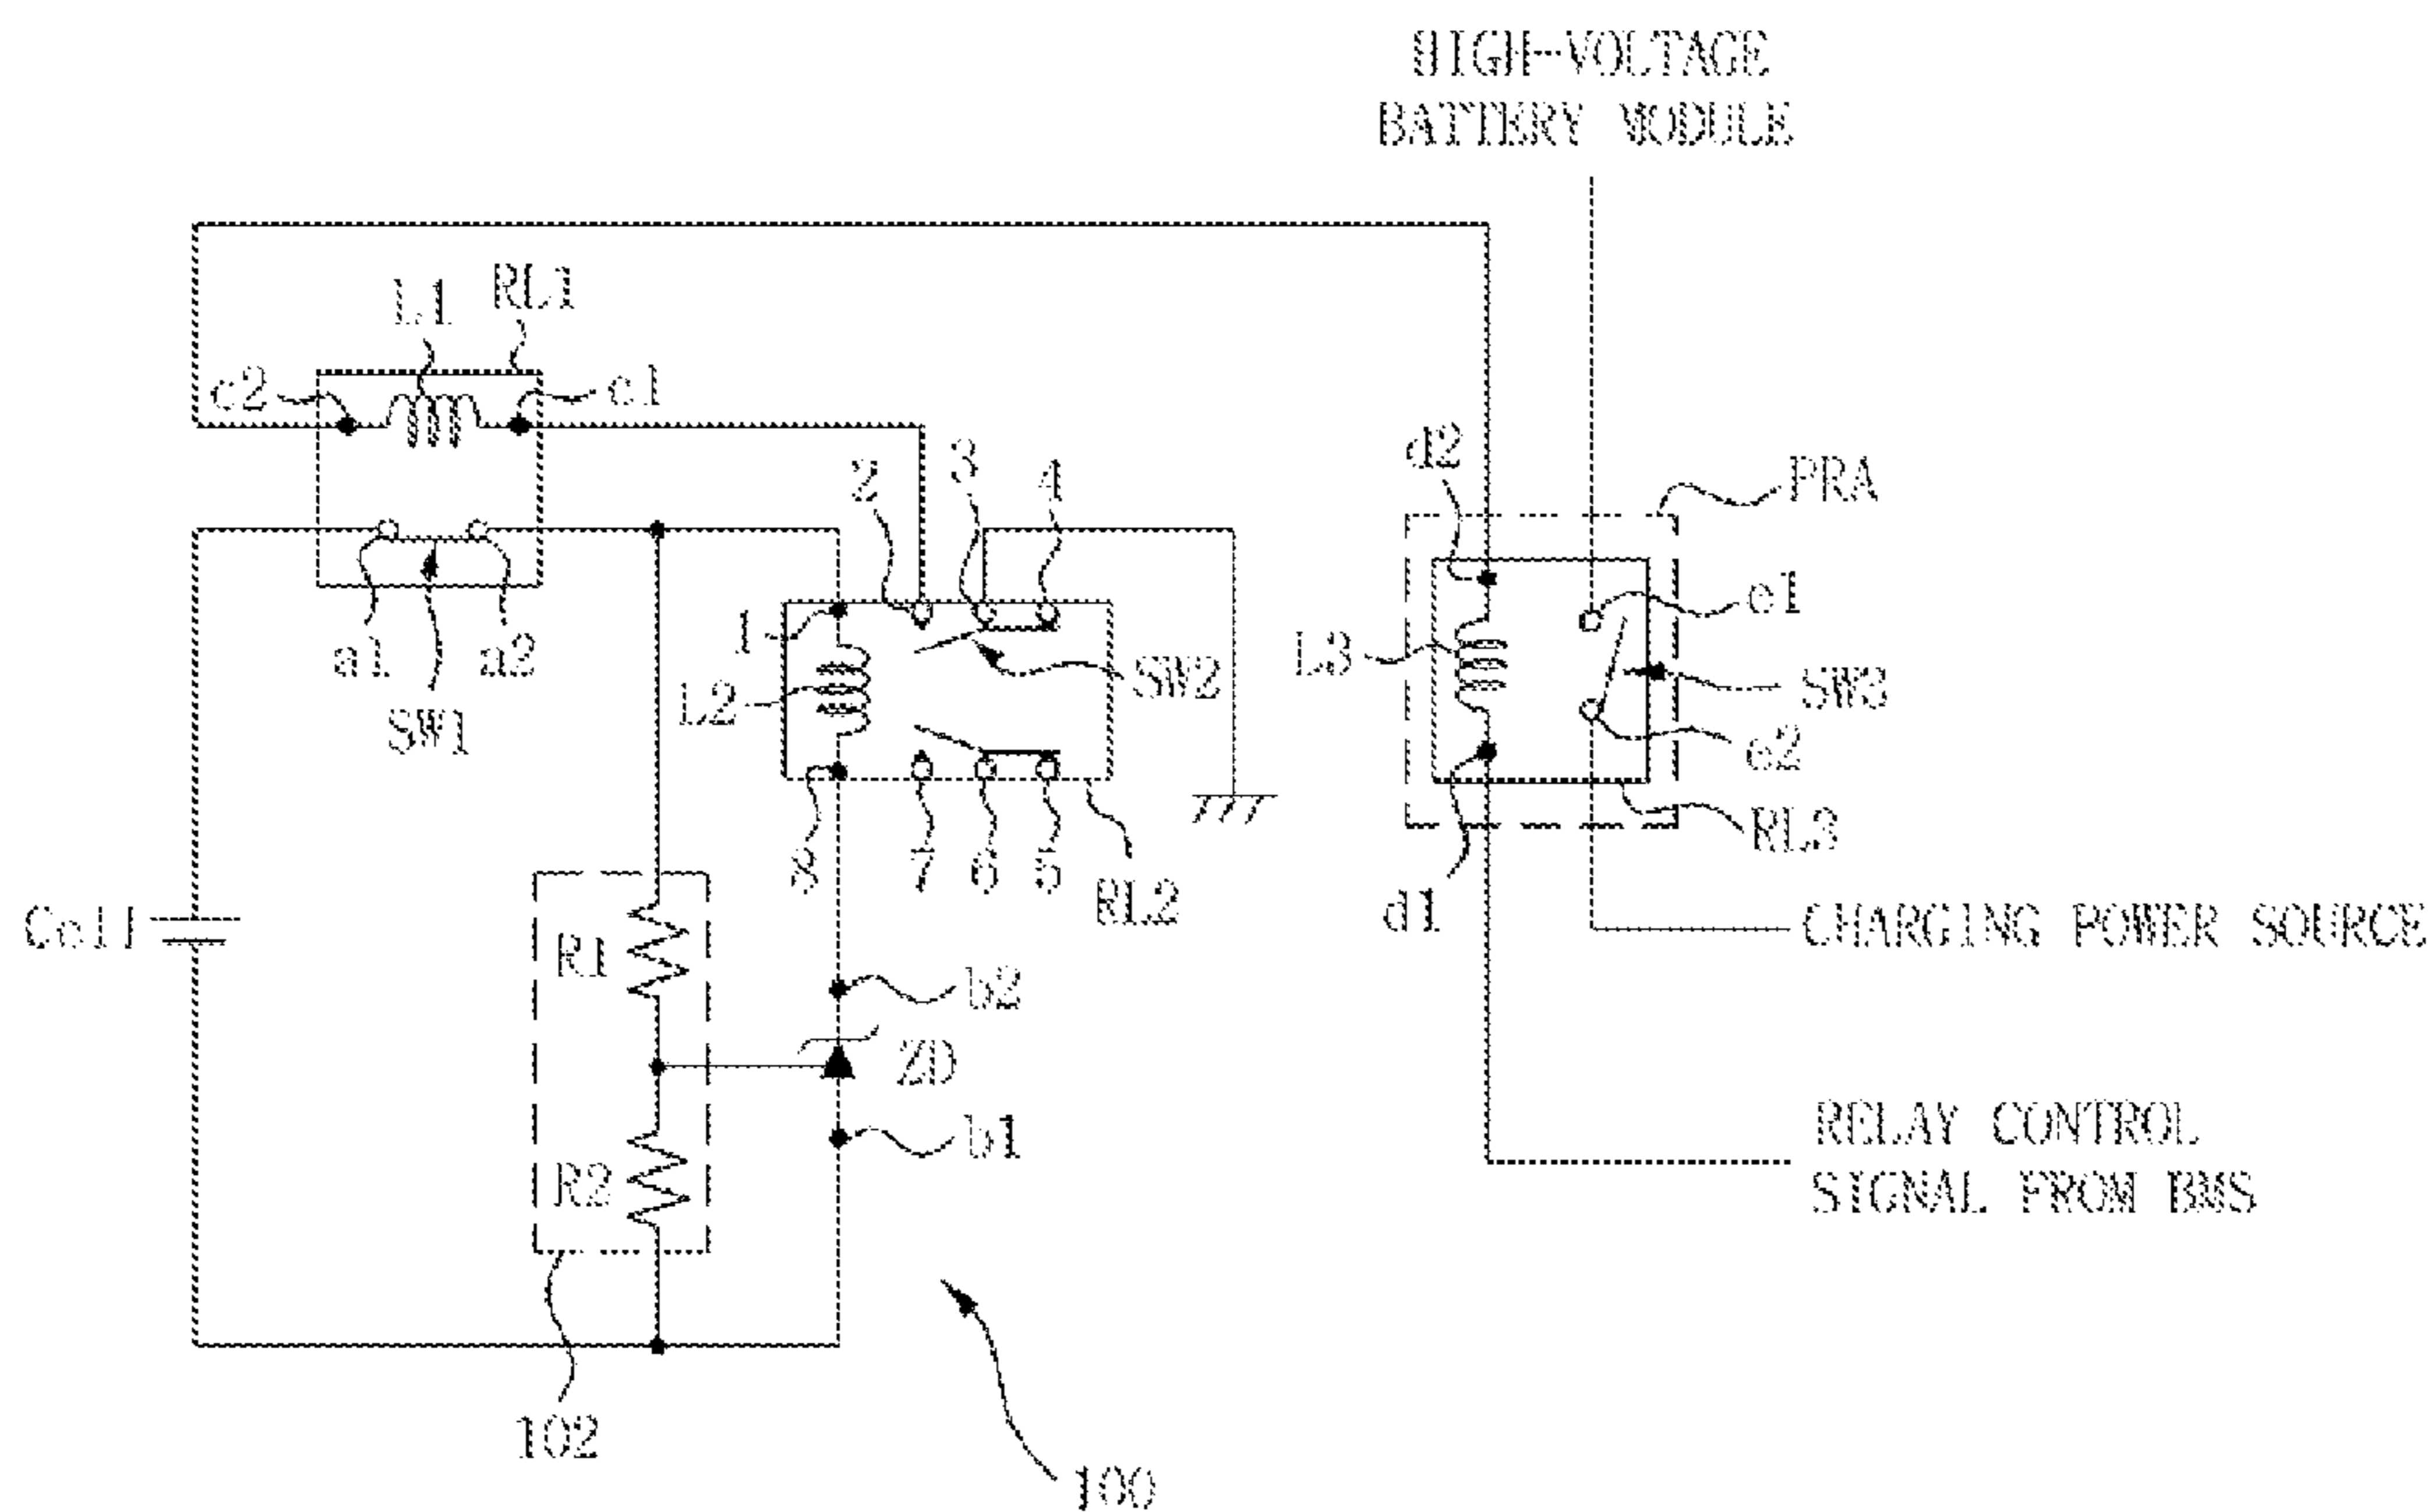 HIGH-VOLTAGE
BATTERY MODULE
L1
RL1
c2
c1
2
3
4
d2
PRA
a1
a2
SW1
1
L2
SW2
L3
e1
SW3
e2
8
7
6
5
RL2
RL3
d1
Cell
CHARGING POWER SOURCE
R1
b2
ZD
b1
R2
RELAY CONTROL
SIGNAL FROM BMS
102
100